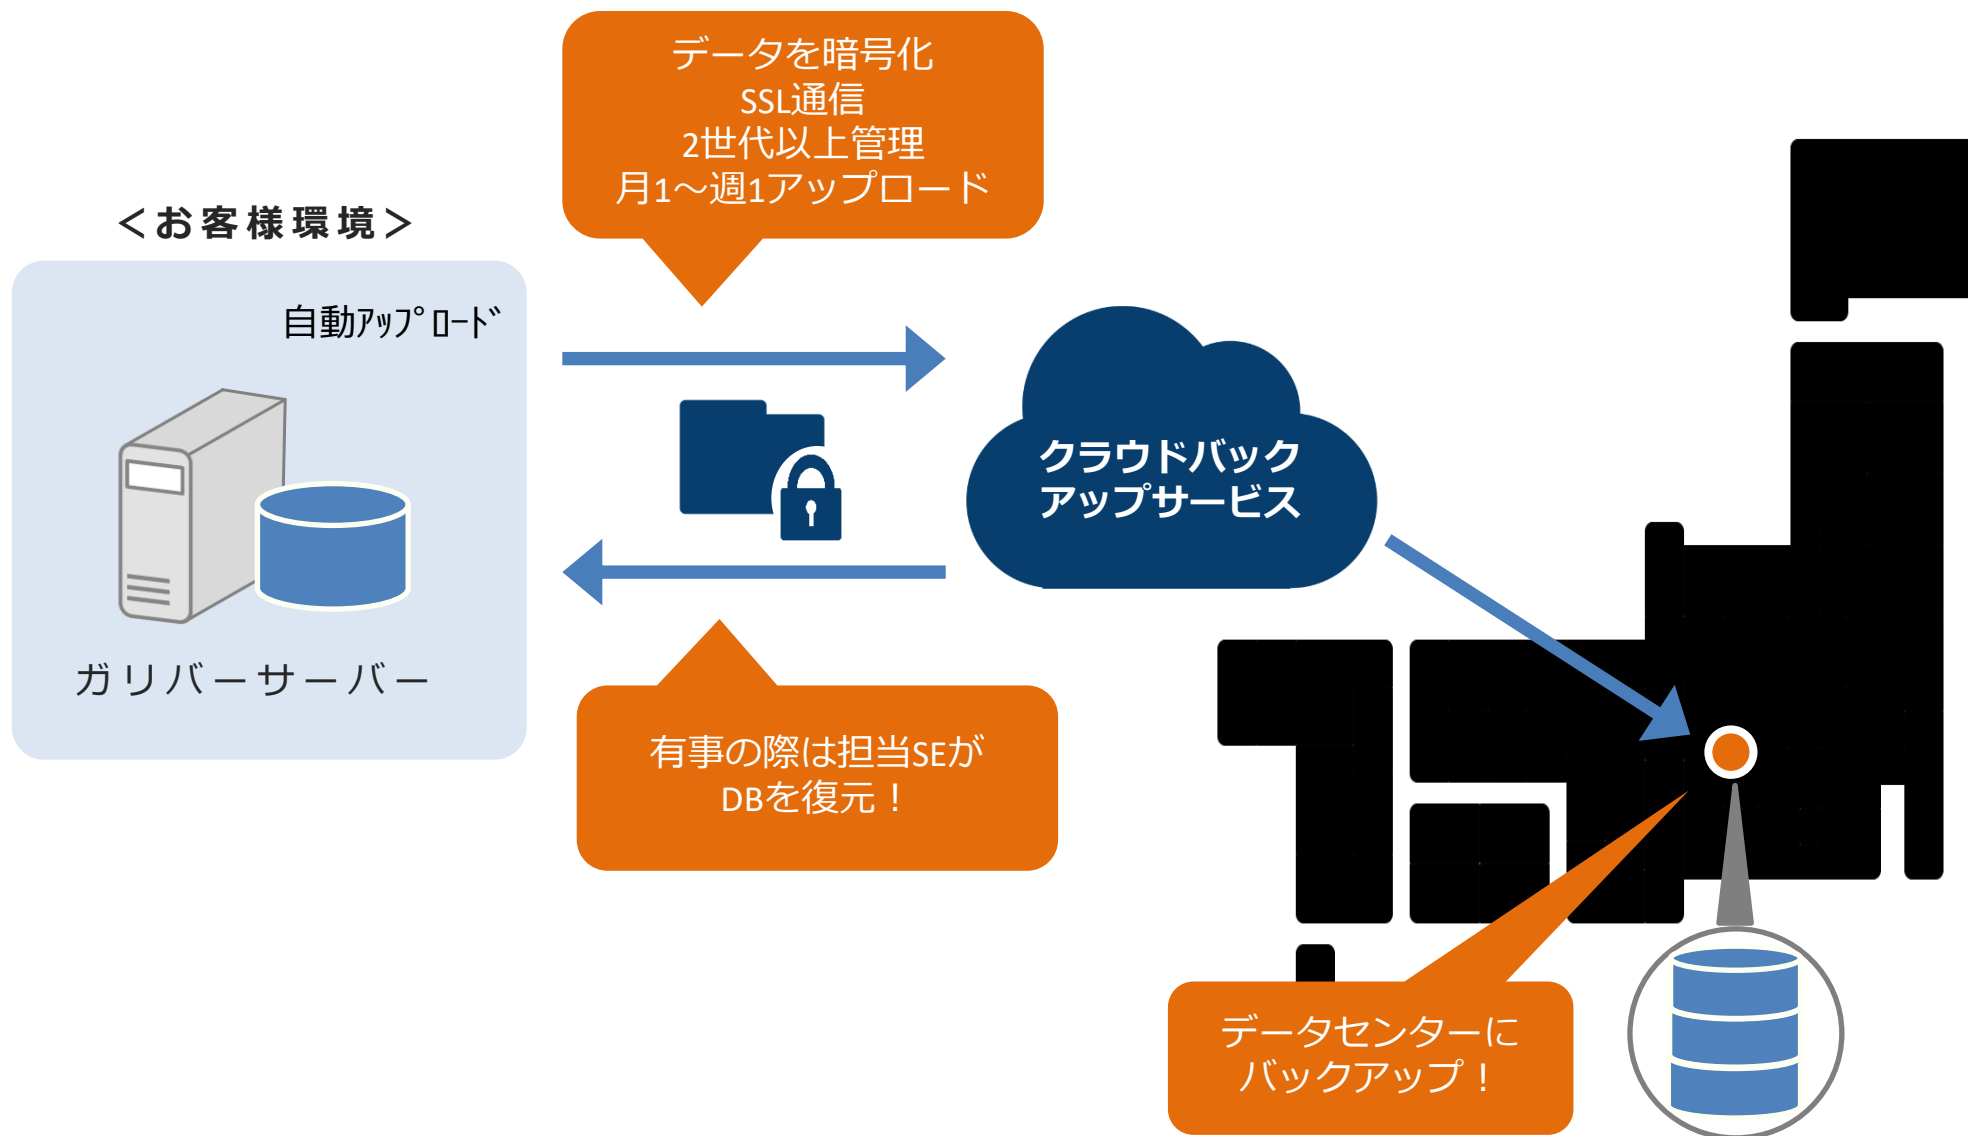 データを暗号化
SSL通信
2世代以上管理
月1～週1アップロード
＜お客様環境＞
自動ｱｯﾌﾟﾛｰﾄﾞ
クラウドバック
アップサービス
ガリバーサーバー
有事の際は担当SEが
DBを復元！
データセンターに
バックアップ！